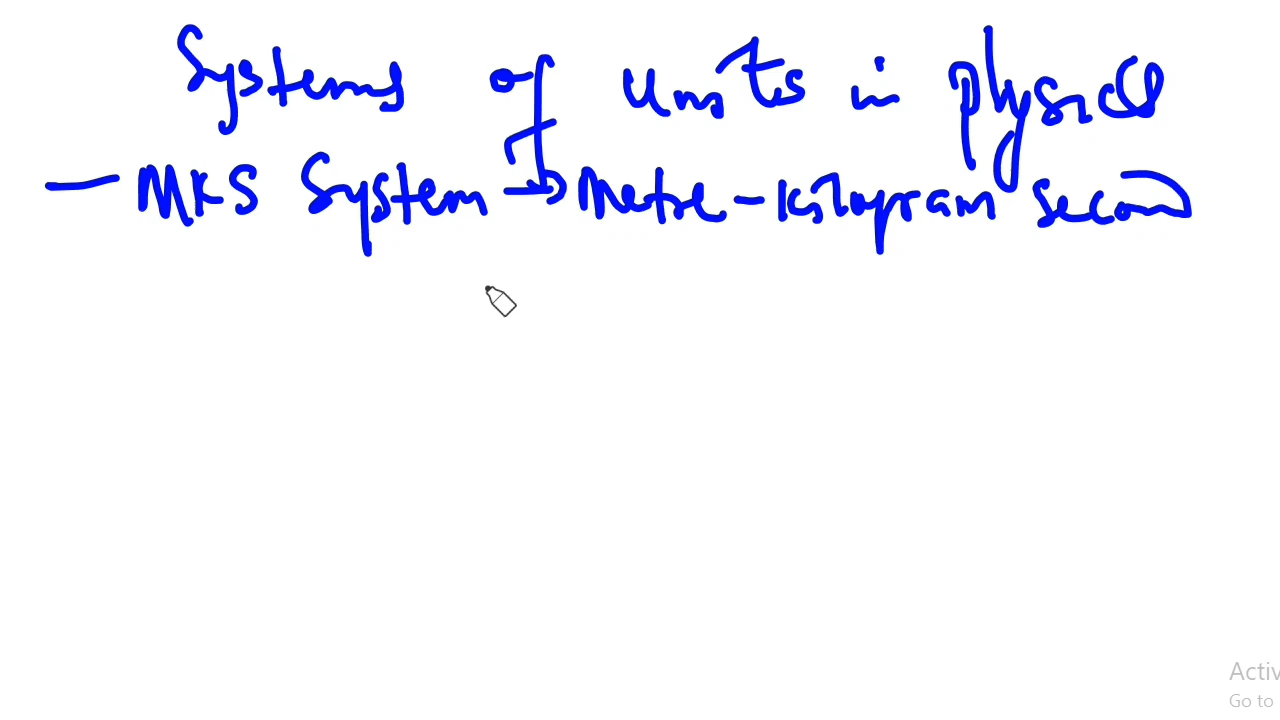 Systems of units in physics
- MKS System → Metre-kilogram second
Activ
Go to